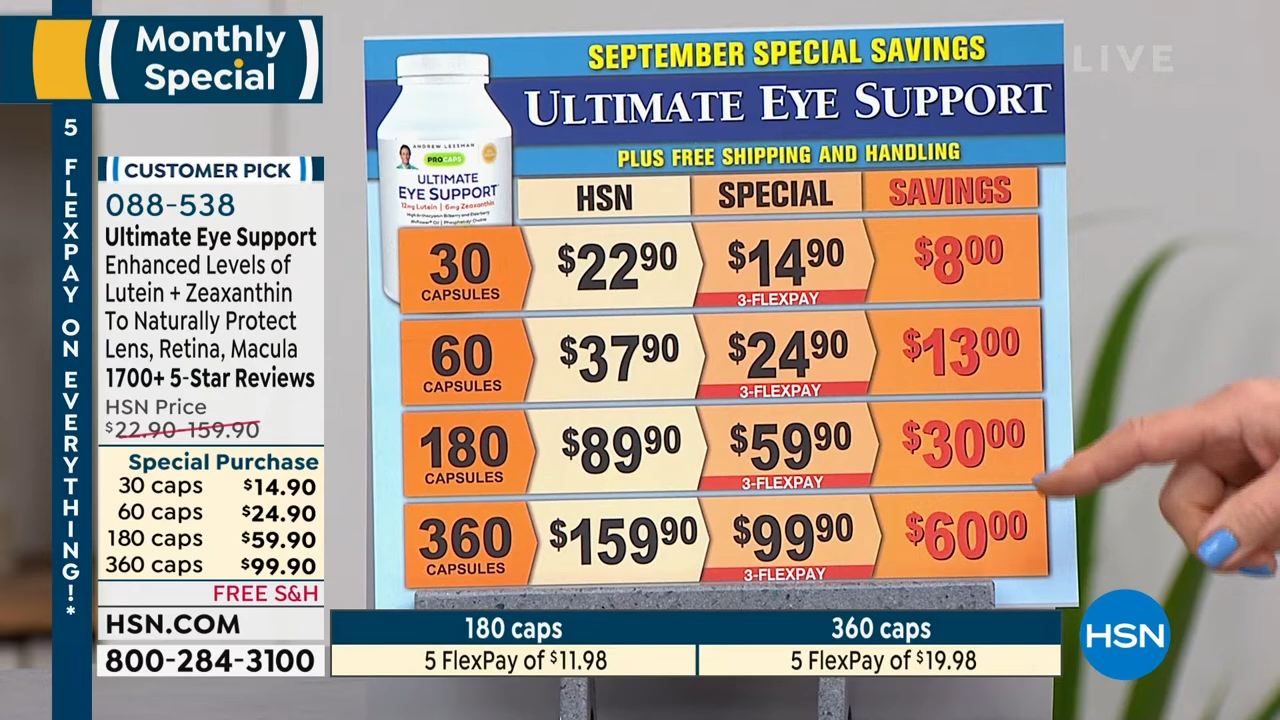 Monthly
Special
5 FLEXPAY ON EVERYTHING!*
CUSTOMER PICK
088-538
Ultimate Eye Support
Enhanced Levels of
Lutein + Zeaxanthin
To Naturally Protect
Lens, Retina, Macula
1700+ 5-Star Reviews
HSN Price
$22.90-159.90
Special Purchase
30 caps $14.90
60 caps $24.90
180 caps $59.90
360 caps $99.90
FREE S&H
HSN.COM
800-284-3100
LIVE
SEPTEMBER SPECIAL SAVINGS
ULTIMATE EYE SUPPORT
PLUS FREE SHIPPING AND HANDLING
ANDREW LESSMAN
PROCAPS
ULTIMATE
EYE SUPPORT
12mg Lutein | 6mg Zeaxanthin
HSN SPECIAL SAVINGS
30 CAPSULES $22.90 $14.90 $8.00
3-FLEXPAY
60 CAPSULES $37.90 $24.90 $13.00
3-FLEXPAY
180 CAPSULES $89.90 $59.90 $30.00
3-FLEXPAY
360 CAPSULES $159.90 $99.90 $60.00
3-FLEXPAY
180 caps 360 caps
5 FlexPay of $11.98 5 FlexPay of $19.98
HSN